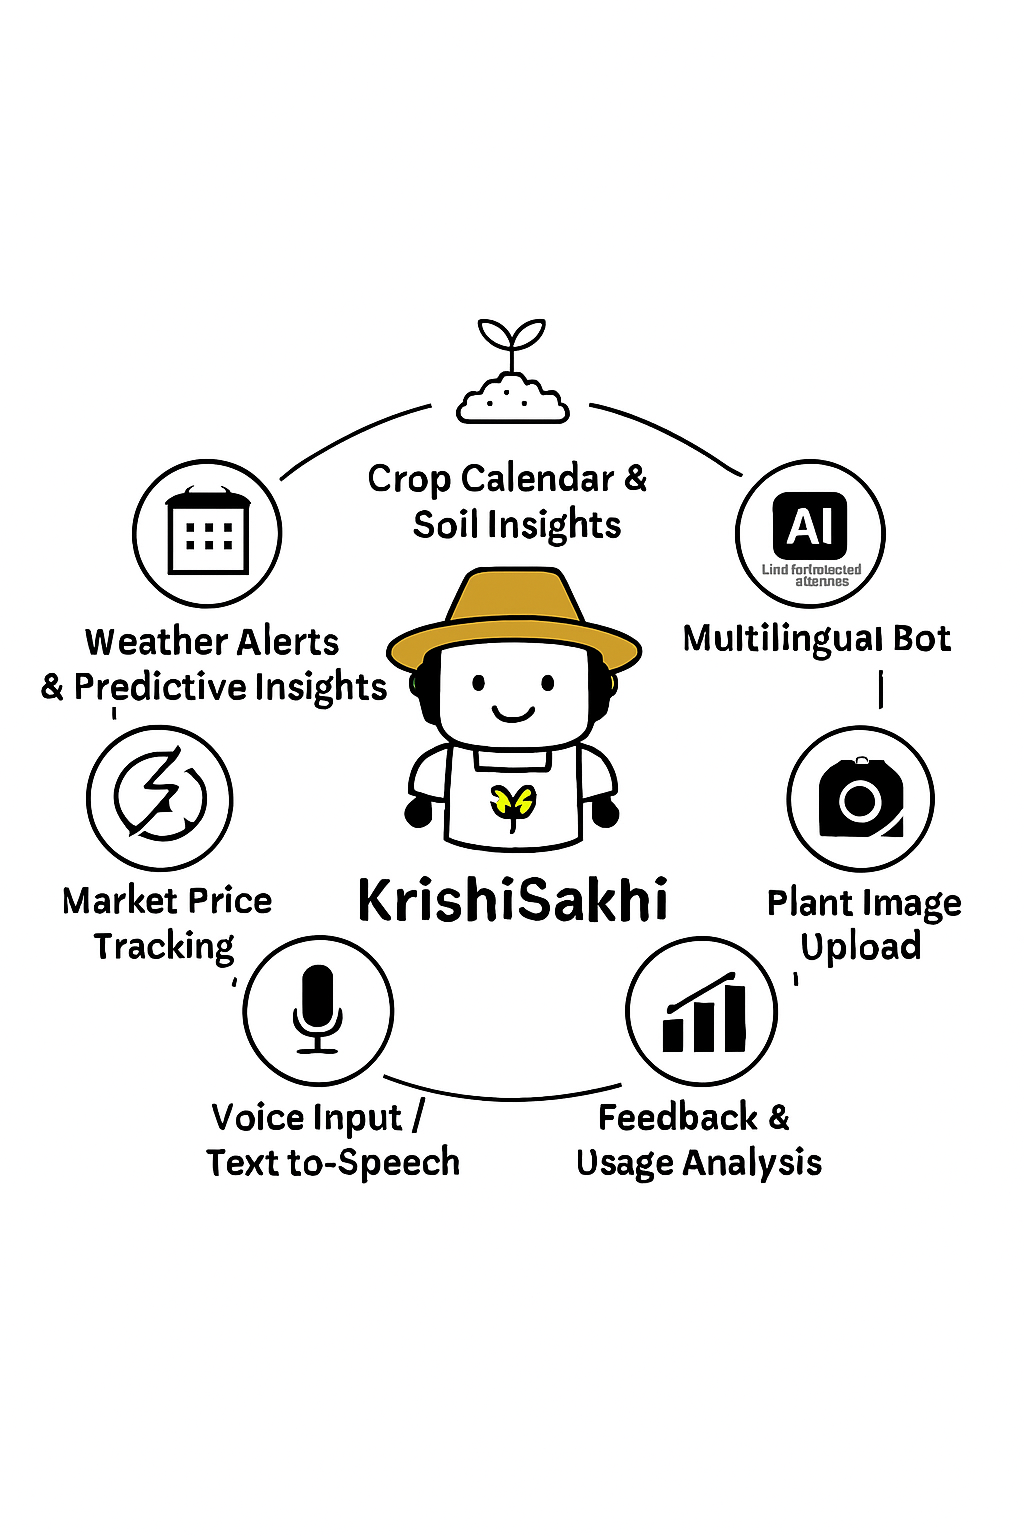 Crop Calendar &
Soil Insights
AI
Weather Alerts
& Predictive Insights
Multilingual Bot
Market Price
Tracking
KrishiSakhi
Plant Image
Upload
Voice Input /
Text to-Speech
Feedback &
Usage Analysis